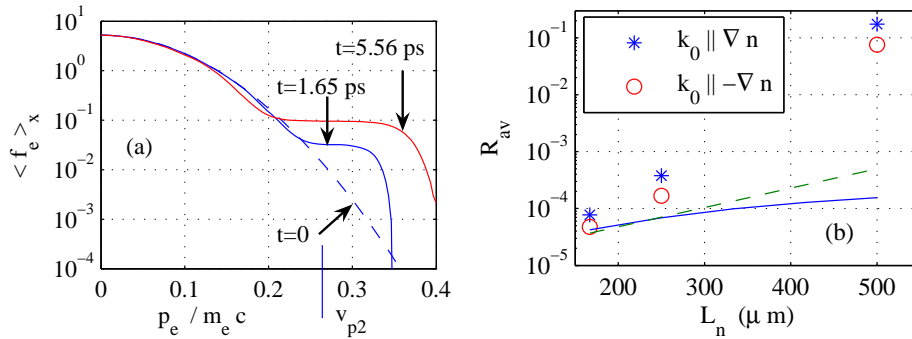 10^1
10^0
10^-1
10^-2
10^-3
10^-4
< f_e >_x
t=5.56 ps
t=1.65 ps
(a)
t=0
0 0.1 0.2 0.3 0.4
p_e / m_e c
v_p2
10^-1
10^-2
10^-3
10^-4
10^-5
R_av
k_0 || ∇ n
k_0 || −∇ n
(b)
200 300 400 500
L_n (μ m)